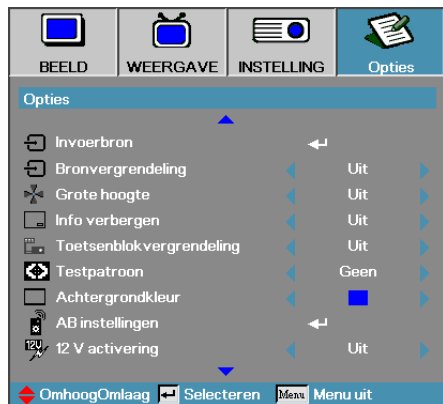 BEELD WEERGAVE INSTELLING Opties
Opties
Invoerbron
Bronvergrendeling Uit
Grote hoogte Uit
Info verbergen Uit
Toetsenblokvergrendeling Uit
Testpatroon Geen
Achtergrondkleur
AB instellingen
12V 12 V activering Uit
OmhoogOmlaag Selecteren Menu Menu uit